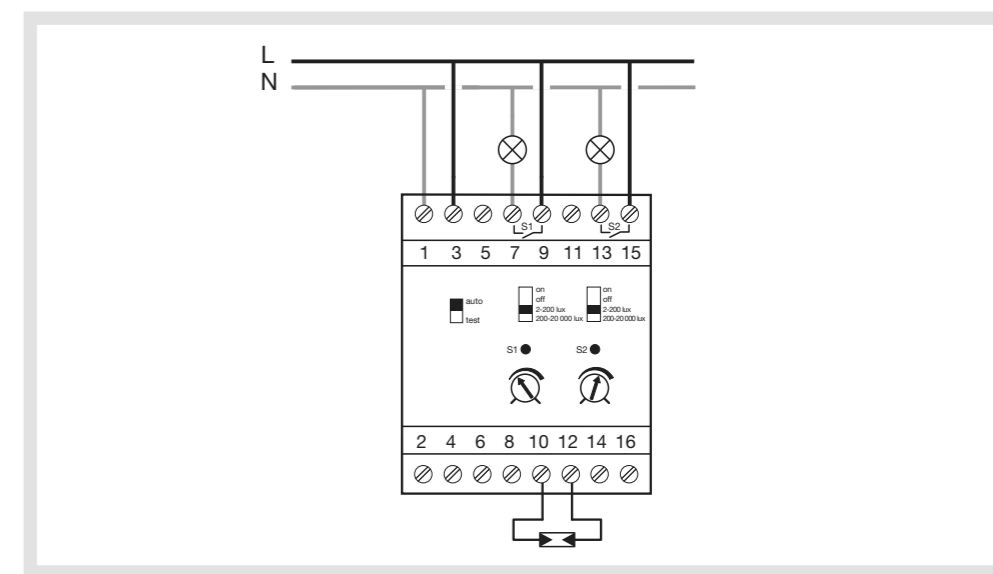 L
N
S1 S2
1 3 5 7 9 11 13 15
auto
test
on
off
2-200 lux
200-20 000 lux
on
off
2-200 lux
200-20 000 lux
S1 S2
2 4 6 8 10 12 14 16